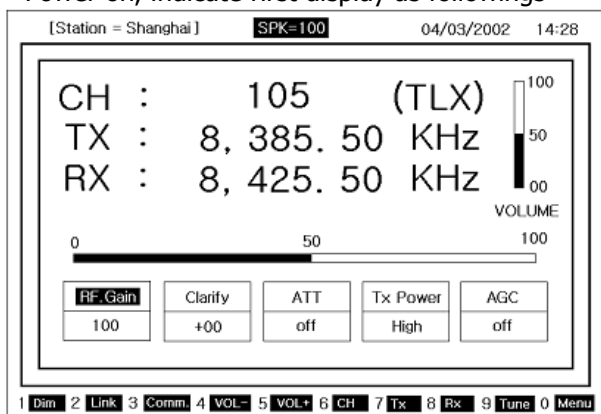 Power on, indicate first display as followings
[Station = Shanghai] SPK=100 04/03/2002 14:28
CH : 105 (TLX)
TX : 8, 385. 50 KHz
RX : 8, 425. 50 KHz
100
50
00
VOLUME
0 50 100
RF.Gain Clarify ATT Tx Power AGC
100 +00 off High off
1 Dim 2 Link 3 Comm. 4 VOL- 5 VOL+ 6 CH 7 Tx 8 Rx 9 Tune 0 Menu